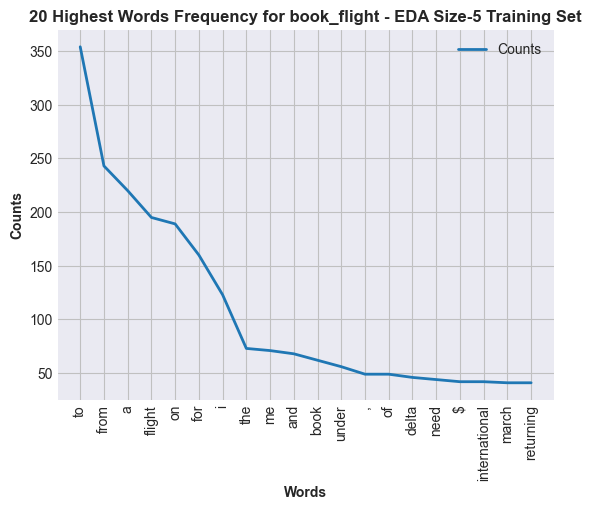 20 Highest Words Frequency for book_flight - EDA Size-5 Training Set
Counts
350
300
250
200
150
100
50
Counts
to
from
a
flight
on
for
i
the
me
and
book
under
,
of
delta
need
$
international
march
returning
Words